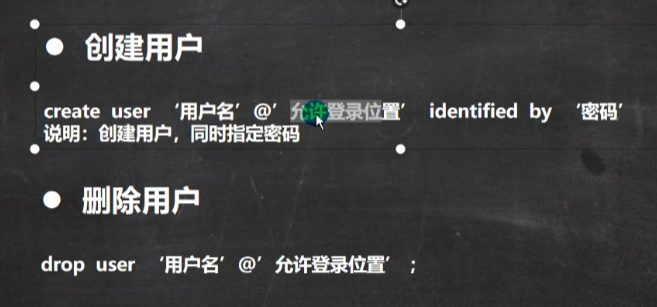 ● 创建用户
create user ‘用户名’@’允许登录位置’ identified by ‘密码’
说明：创建用户，同时指定密码
● 删除用户
drop user ‘用户名’@’允许登录位置’ ;